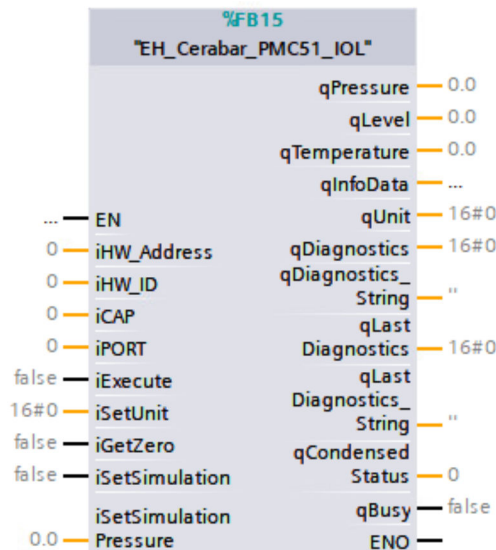 %FB15
"EH_Cerabar_PMC51_IOL"
qPressure 0.0
qLevel 0.0
qTemperature 0.0
qInfoData ...
... EN qUnit 16#0
0 iHW_Address qDiagnostics 16#0
0 iHW_ID qDiagnostics_
String ''
0 iCAP qLast
0 iPORT Diagnostics 16#0
false iExecute qLast
16#0 iSetUnit Diagnostics_
String ''
false iGetZero qCondensed
false iSetSimulation Status 0
iSetSimulation qBusy false
0.0 Pressure ENO